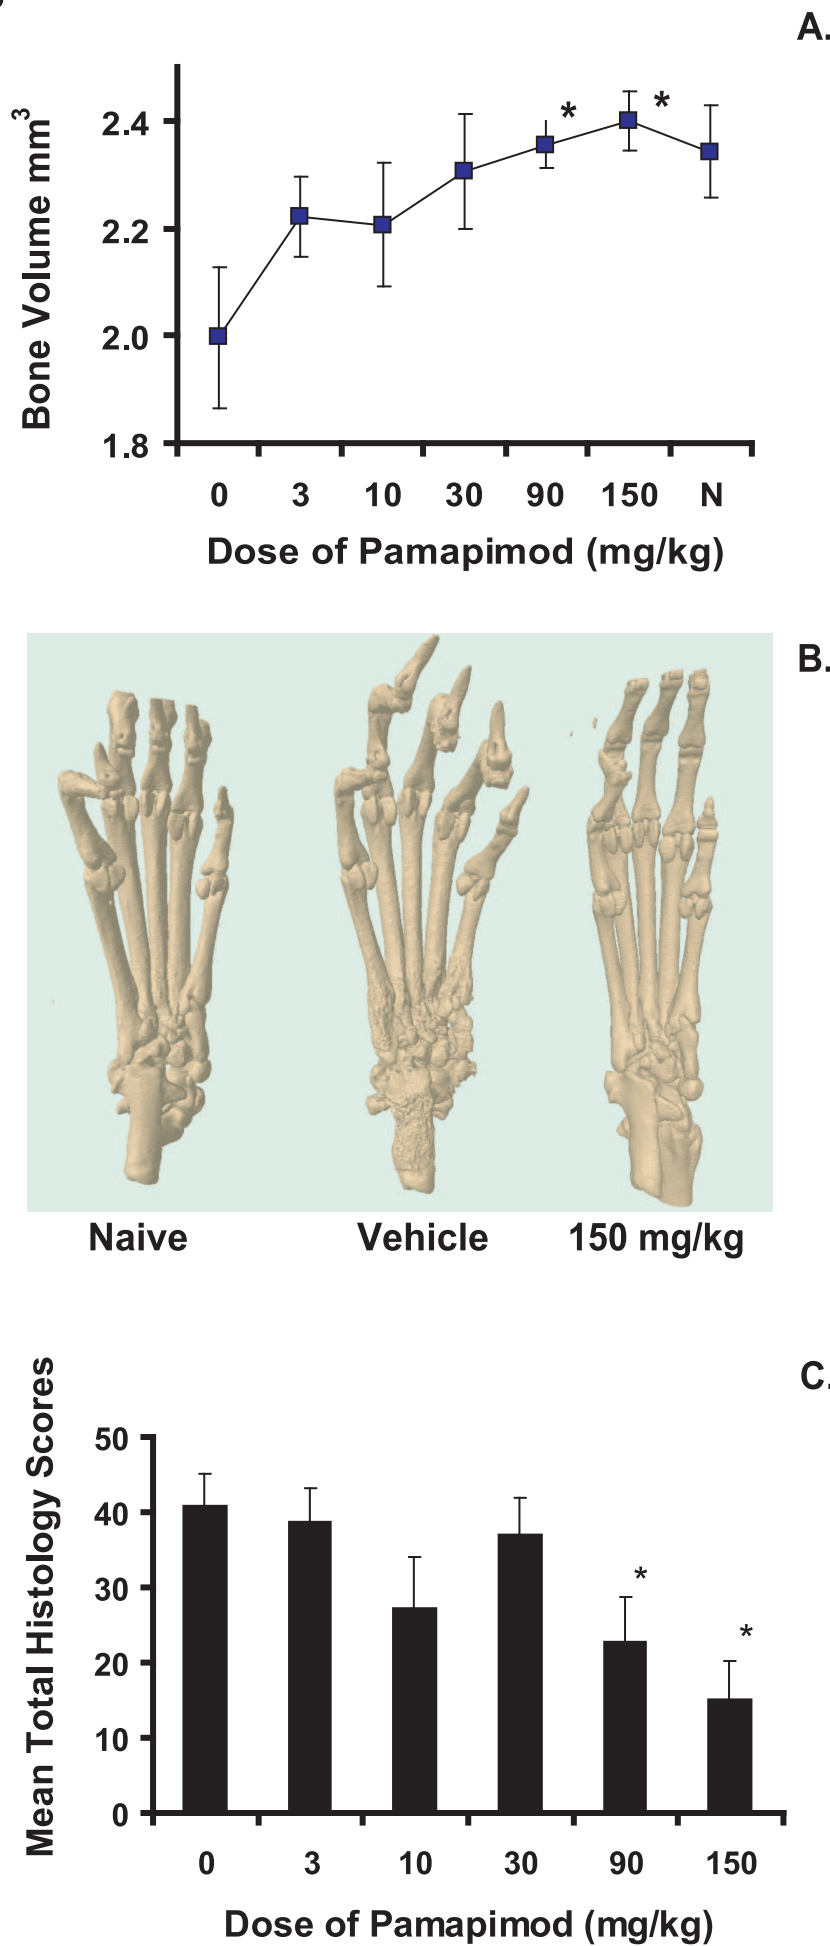 A.
Bone Volume mm3
2.4
2.2
2.0
1.8
*
*
0 3 10 30 90 150 N
Dose of Pamapimod (mg/kg)
B.
Naive Vehicle 150 mg/kg
C.
Mean Total Histology Scores
50
40
30
20
10
0
*
*
0 3 10 30 90 150
Dose of Pamapimod (mg/kg)